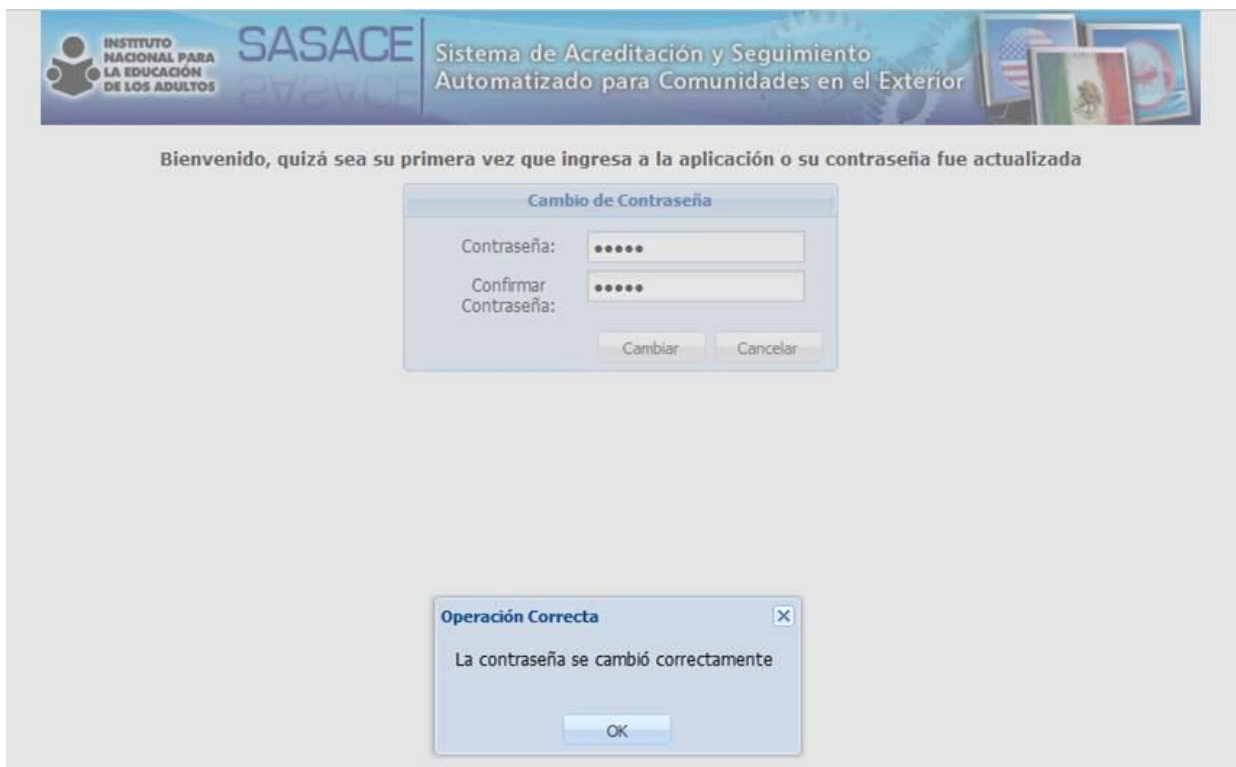 INSTITUTO
NACIONAL PARA
LA EDUCACIÓN
DE LOS ADULTOS
SASACE
Sistema de Acreditación y Seguimiento
Automatizado para Comunidades en el Exterior
Bienvenido, quizá sea su primera vez que ingresa a la aplicación o su contraseña fue actualizada
Cambio de Contraseña
Contraseña: •••••
Confirmar
Contraseña: •••••
Cambiar Cancelar
Operación Correcta
La contraseña se cambió correctamente
OK